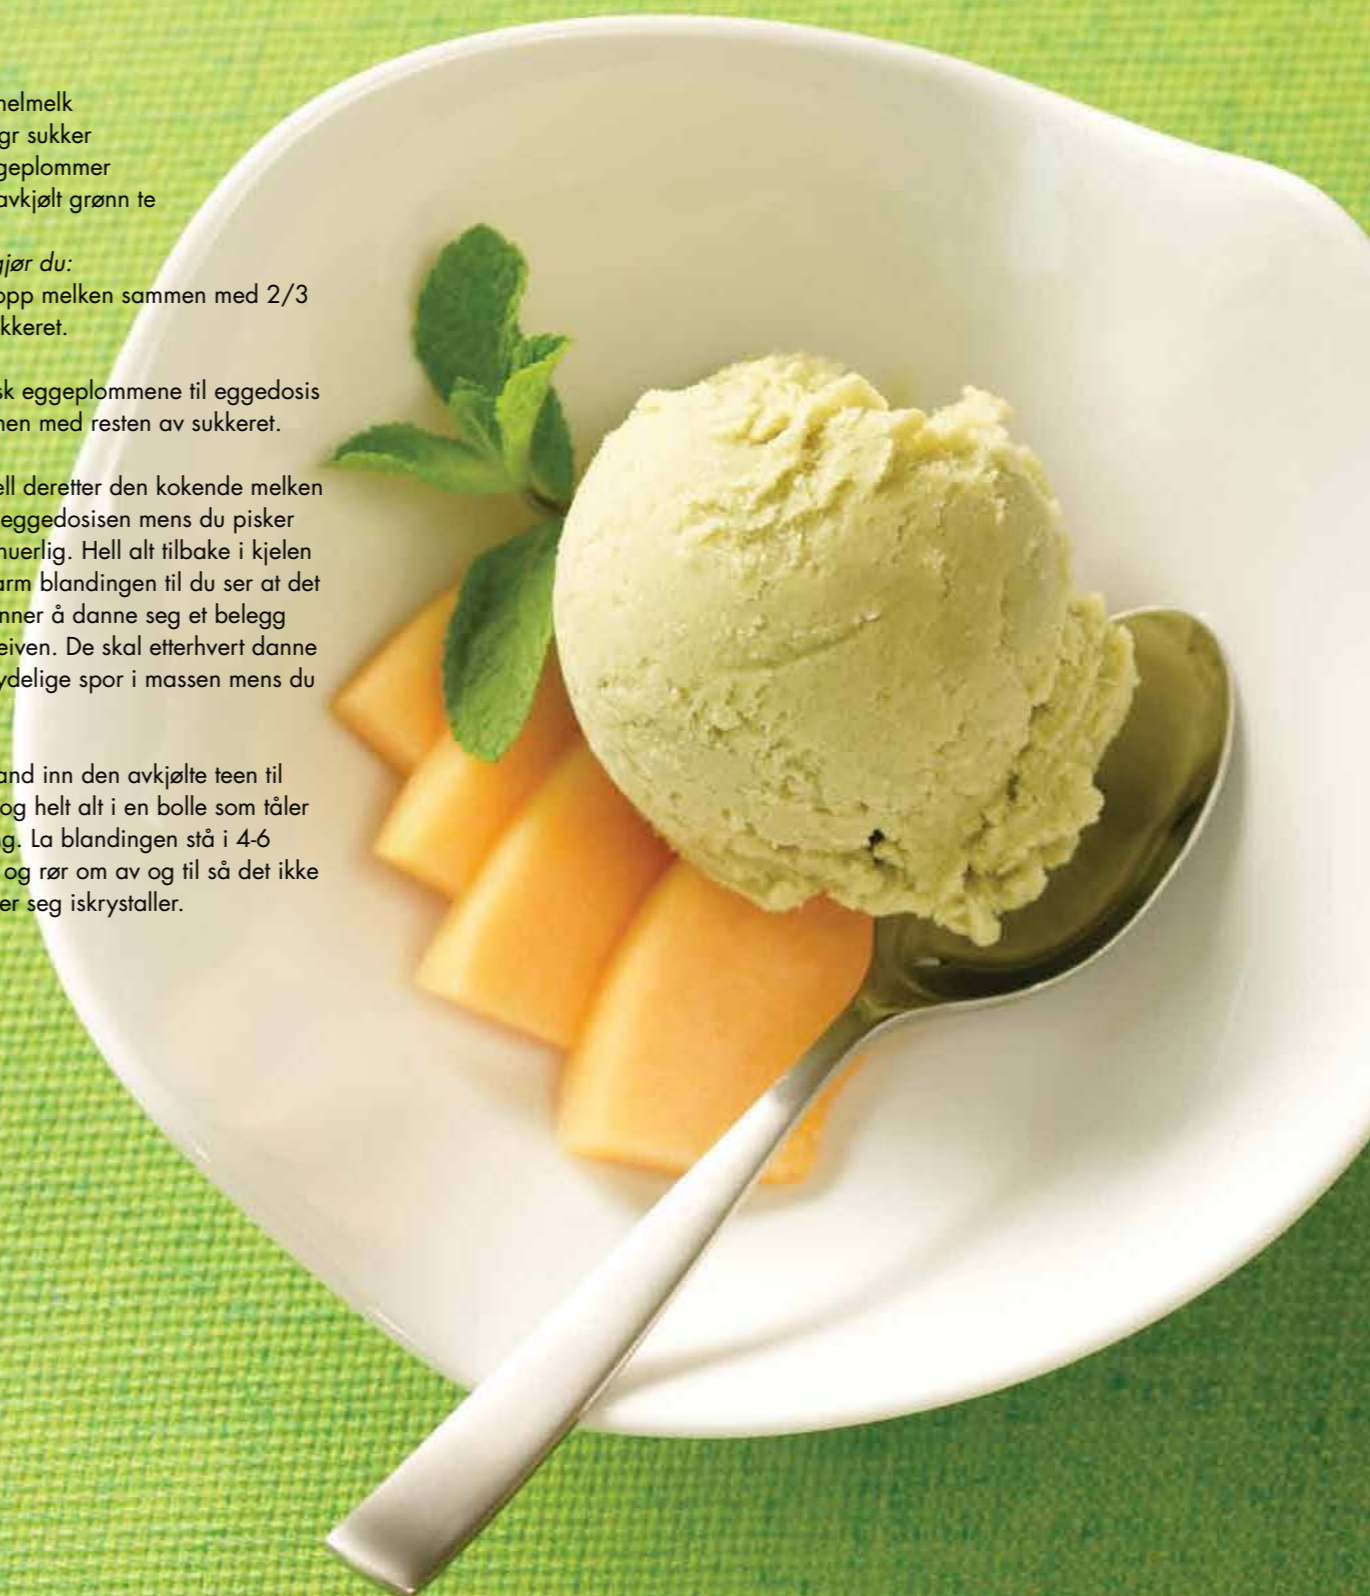 helmelk
gr sukker
geplommer
avkjølt grønn te
gjør du:
opp melken sammen med 2/3
kkeret.
sk eggeplommene til eggedosis
men med resten av sukkeret.
ell deretter den kokende melken
eggedosisen mens du pisker
nuerlig. Hell alt tilbake i kjelen
arm blandingen til du ser at det
nner å danne seg et belegg
eiven. De skal etterhvert danne
ydelige spor i massen mens du
and inn den avkjølte teen til
og helt alt i en bolle som tåler
ng. La blandingen stå i 4-6
og rør om av og til så det ikke
er seg iskrystaller.